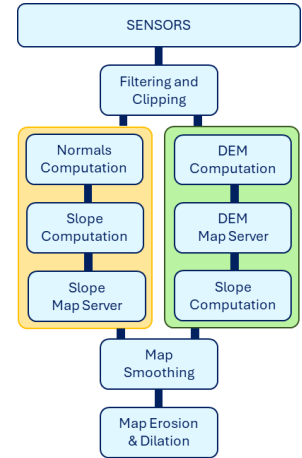 SENSORS
Filtering and
Clipping
Normals
Computation
Slope
Computation
Slope
Map Server
DEM
Computation
DEM
Map Server
Slope
Computation
Map
Smoothing
Map Erosion
& Dilation